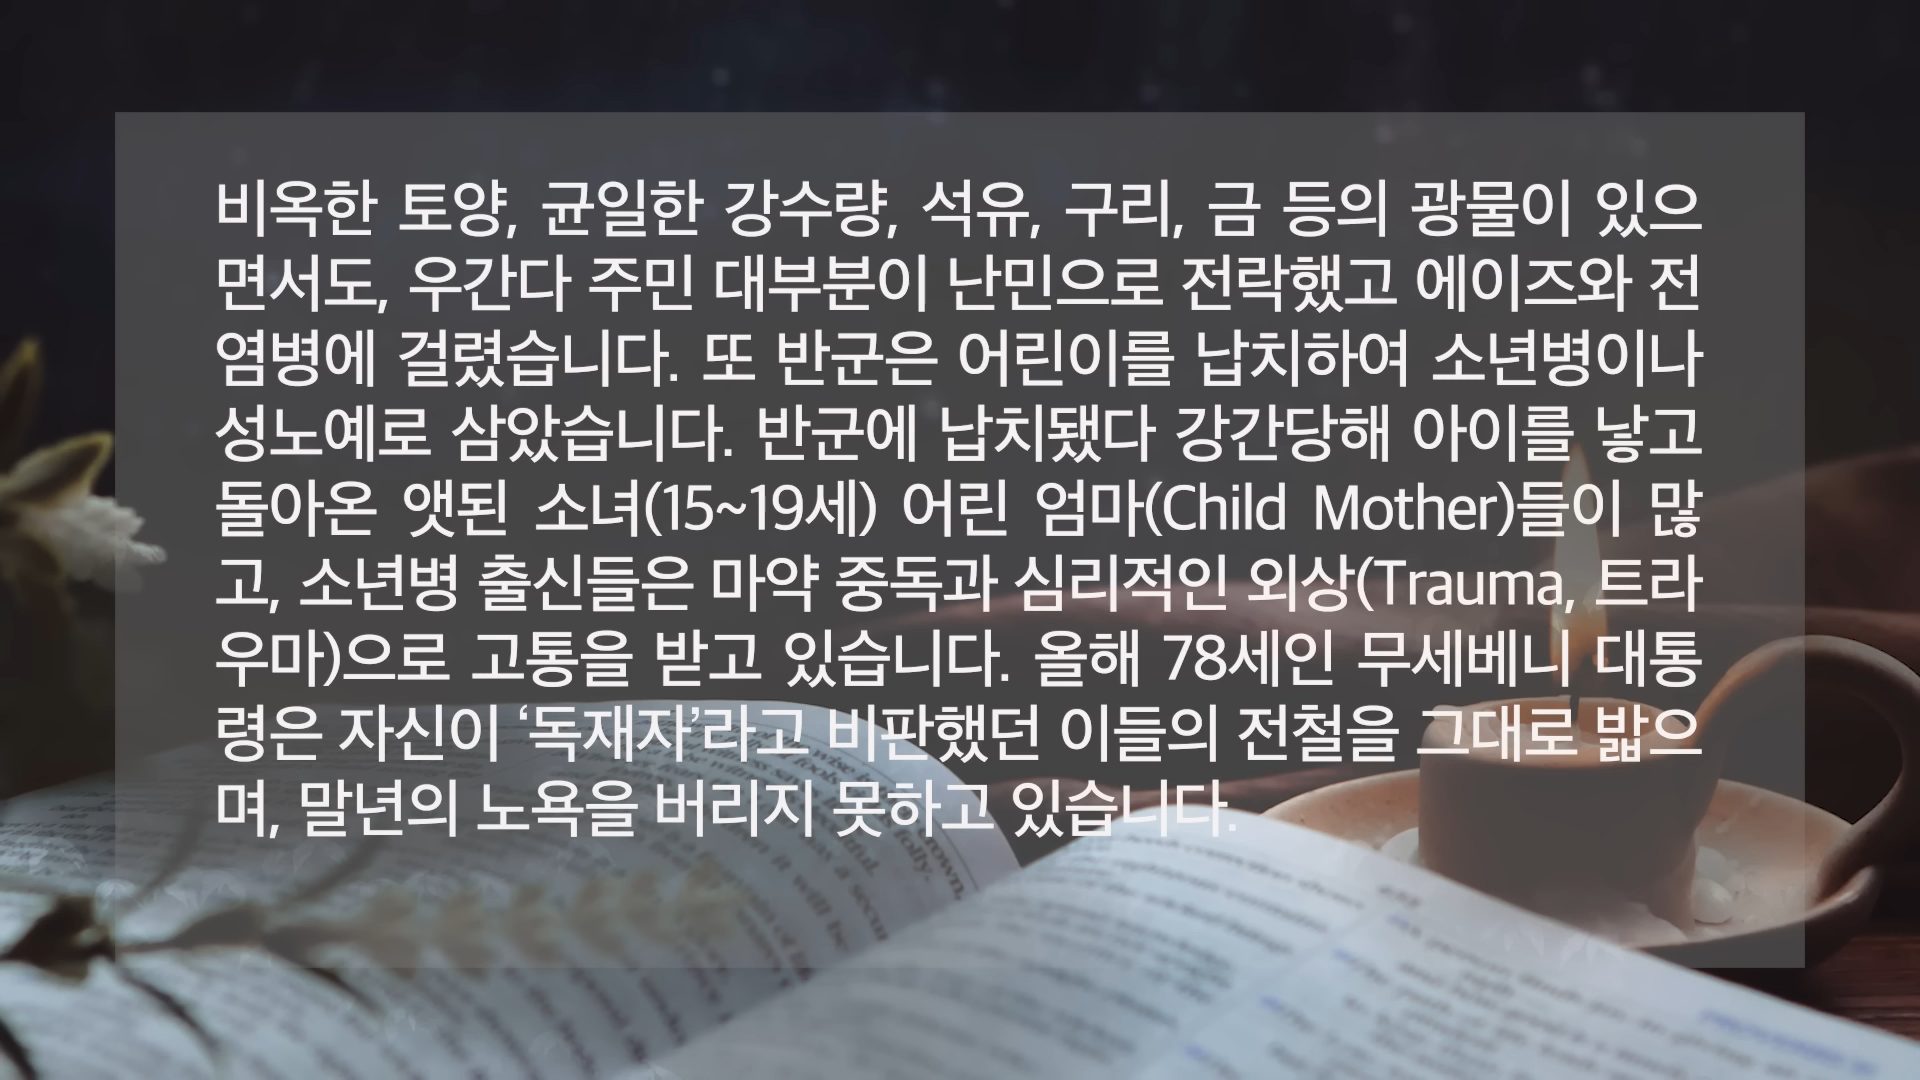 비옥한 토양, 균일한 강수량, 석유, 구리, 금 등의 광물이 있으
면서도, 우간다 주민 대부분이 난민으로 전락했고 에이즈와 전
염병에 걸렸습니다. 또 반군은 어린이를 납치하여 소년병이나
성노예로 삼았습니다. 반군에 납치됐다 강간당해 아이를 낳고
돌아온 앳된 소녀(15~19세) 어린 엄마(Child Mother)들이 많
고, 소년병 출신들은 마약 중독과 심리적인 외상(Trauma, 트라
우마)으로 고통을 받고 있습니다. 올해 78세인 무세베니 대통
령은 자신이 ‘독재자’라고 비판했던 이들의 전철을 그대로 밟으
며, 말년의 노욕을 버리지 못하고 있습니다.